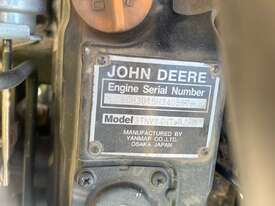 JOHN DEERE
Engine Serial Number
Model
MANUFACTURED BY
YANMAR CO.,LTD.
OSAKA JAPAN